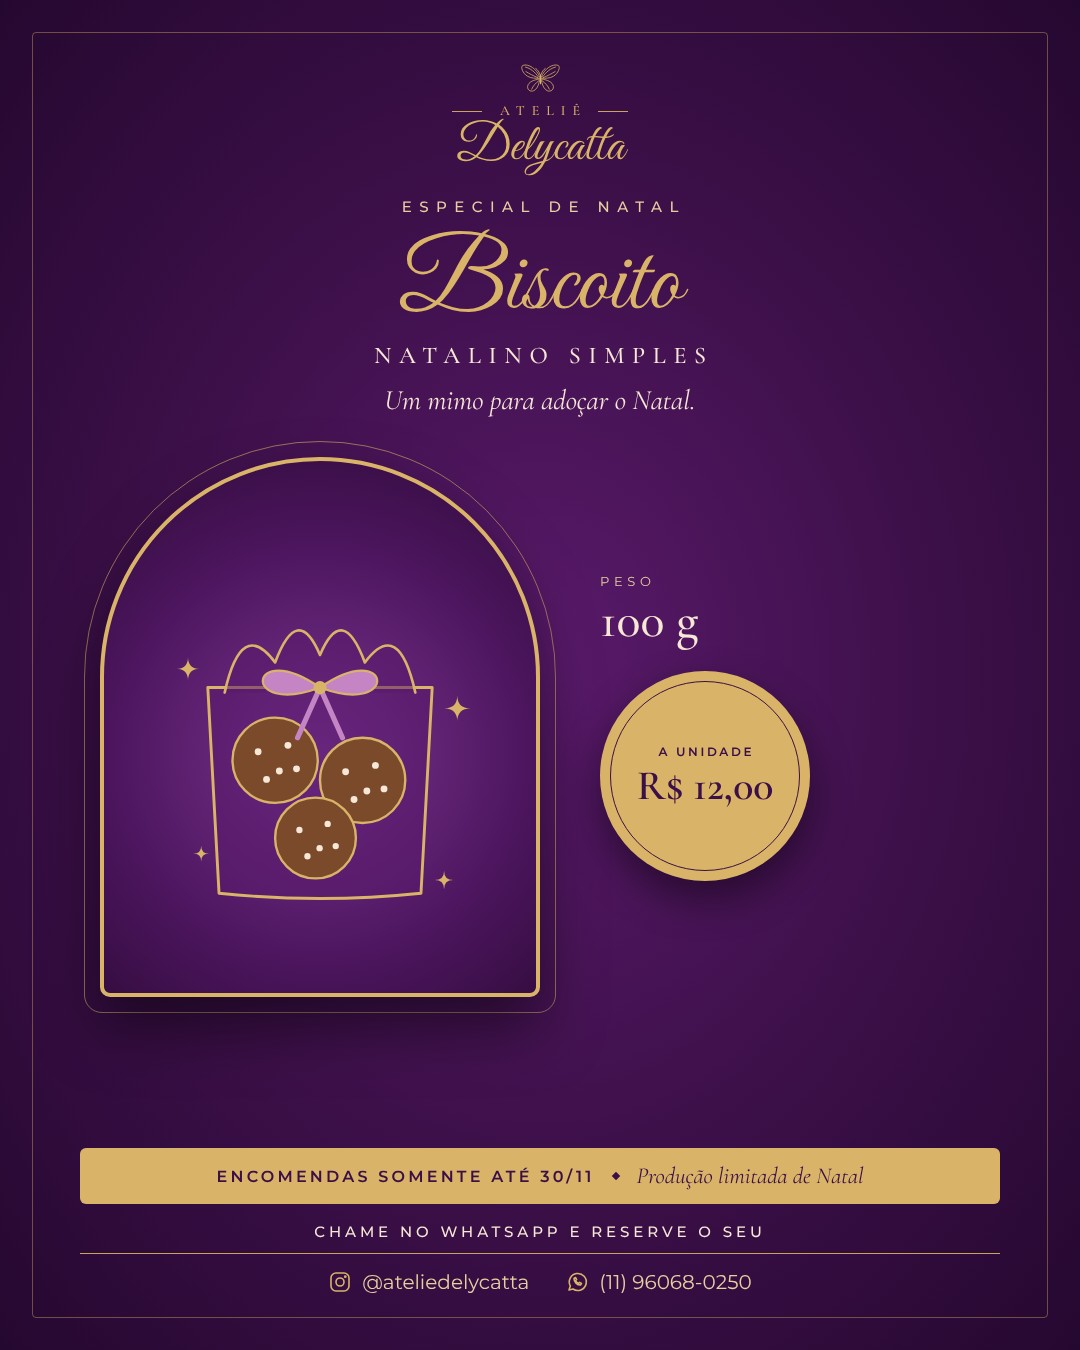 ATELIÊ
Delycatta
ESPECIAL DE NATAL
Biscoito
NATALINO SIMPLES
Um mimo para adoçar o Natal.
PESO
100 g
A UNIDADE
R$ 12,00
ENCOMENDAS SOMENTE ATÉ 30/11 ◆ Produção limitada de Natal
CHAME NO WHATSAPP E RESERVE O SEU
@ateliedelycatta (11) 96068-0250